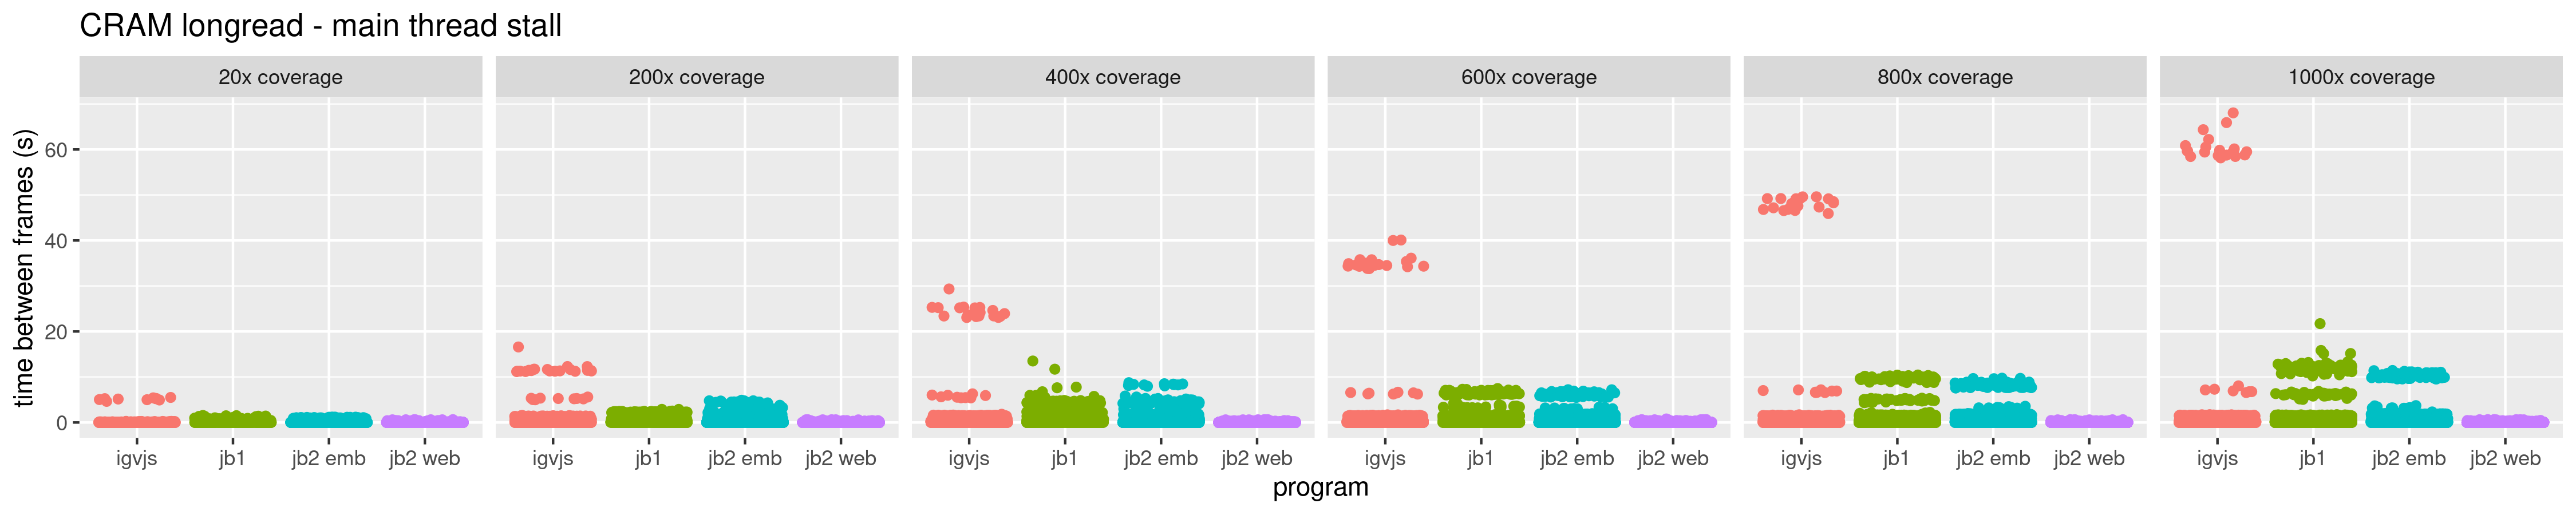 CRAM longread - main thread stall
20x coverage 200x coverage 400x coverage 600x coverage 800x coverage 1000x coverage
time between frames (s)
60
40
20
0
igvjs jb1 jb2 emb jb2 web igvjs jb1 jb2 emb jb2 web igvjs jb1 jb2 emb jb2 web igvjs jb1 jb2 emb jb2 web igvjs jb1 jb2 emb jb2 web igvjs jb1 jb2 emb jb2 web
program